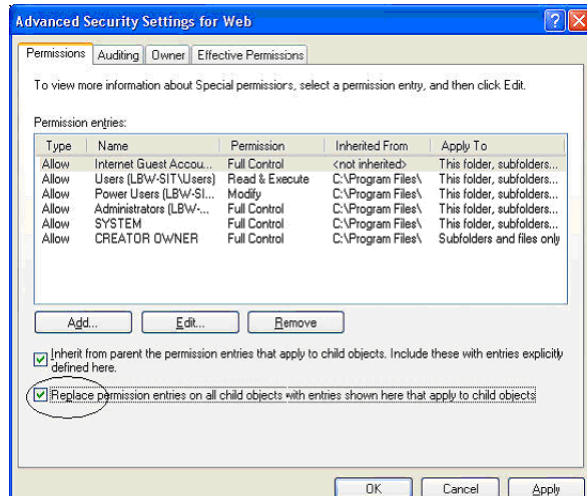 Advanced Security Settings for Web
Permissions Auditing Owner Effective Permissions
To view more information about Special permissions, select a permission entry, and then click Edit.
Permission entries:
Type Name Permission Inherited From Apply To
Allow Internet Guest Accou... Full Control <not inherited> This folder, subfolders...
Allow Users (LBW-SIT\Users) Read & Execute C:\Program Files\ This folder, subfolders...
Allow Power Users (LBW-SI... Modify C:\Program Files\ This folder, subfolders...
Allow Administrators (LBW-... Full Control C:\Program Files\ This folder, subfolders...
Allow SYSTEM Full Control C:\Program Files\ This folder, subfolders...
Allow CREATOR OWNER Full Control C:\Program Files\ Subfolders and files only
Add... Edit... Remove
Inherit from parent the permission entries that apply to child objects. Include these with entries explicitly
defined here.
Replace permission entries on all child objects with entries shown here that apply to child objects
OK Cancel Apply